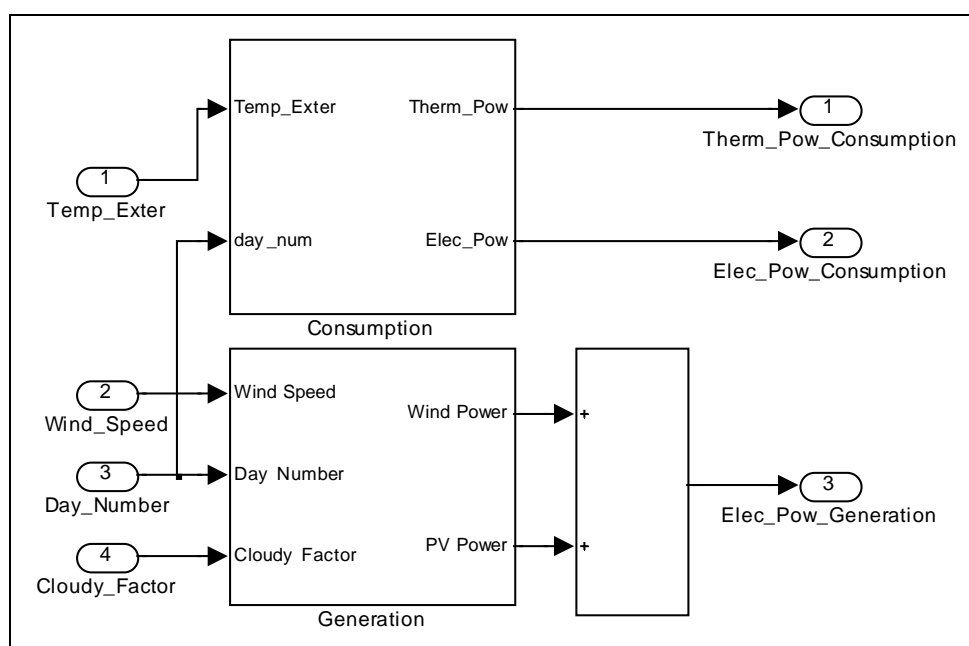 Temp_Exter
Therm_Pow
1
Therm_Pow_Consumption
1
Temp_Exter
day_num
Elec_Pow
2
Elec_Pow_Consumption
Consumption
2
Wind_Speed
Wind Speed
Wind Power
+
3
Day_Number
Day Number
3
Elec_Pow_Generation
4
Cloudy_Factor
Cloudy Factor
PV Power
+
Generation